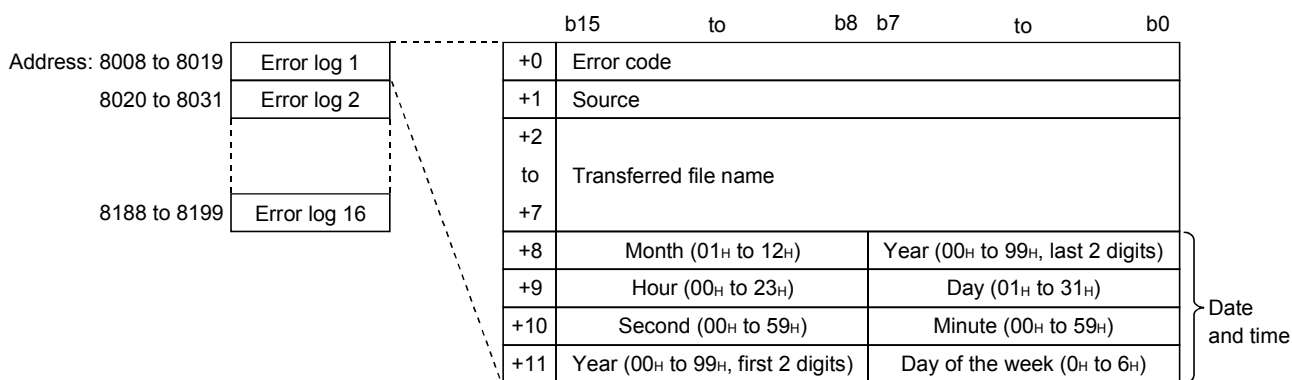 b15 to b8 b7 to b0
Address: 8008 to 8019 Error log 1 +0 Error code
8020 to 8031 Error log 2 +1 Source
+2
to Transferred file name
+7
8188 to 8199 Error log 16
+8 Month (01H to 12H) Year (00H to 99H, last 2 digits)
+9 Hour (00H to 23H) Day (01H to 31H)
+10 Second (00H to 59H) Minute (00H to 59H)
+11 Year (00H to 99H, first 2 digits) Day of the week (0H to 6H)
Date
and time